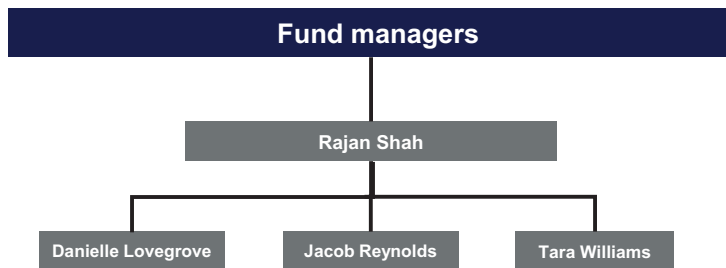 Fund managers
Rajan Shah
Danielle Lovegrove
Jacob Reynolds
Tara Williams